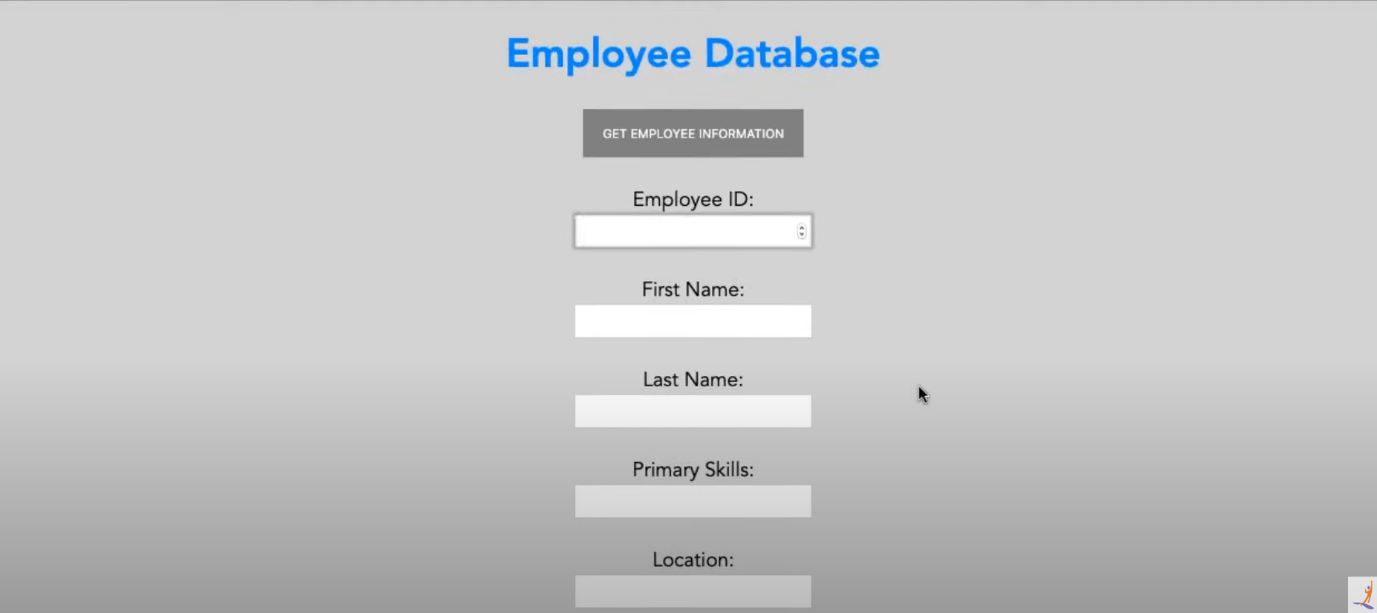 Employee Database
GET EMPLOYEE INFORMATION
Employee ID:
First Name:
Last Name:
Primary Skills:
Location: